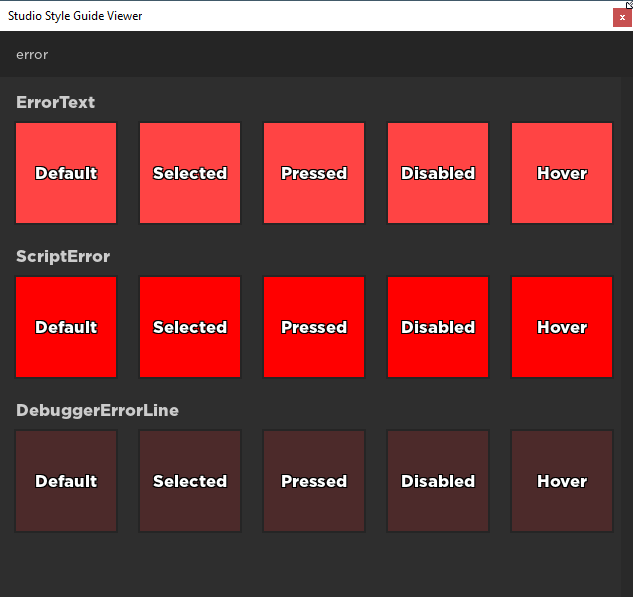 Studio Style Guide Viewer
x
error
ErrorText
Default Selected Pressed Disabled Hover
ScriptError
Default Selected Pressed Disabled Hover
DebuggerErrorLine
Default Selected Pressed Disabled Hover